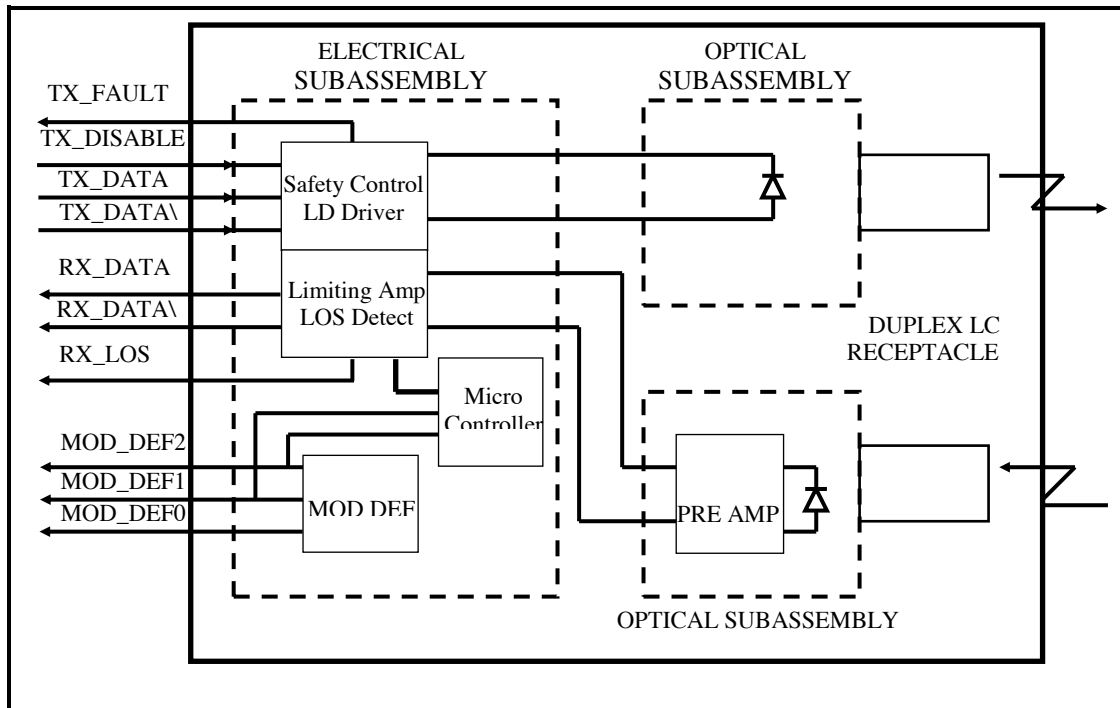 ELECTRICAL
SUBASSEMBLY
OPTICAL
SUBASSEMBLY
TX_FAULT
TX_DISABLE
TX_DATA
TX_DATA\
Safety Control
LD Driver
RX_DATA
RX_DATA\
RX_LOS
Limiting Amp
LOS Detect
DUPLEX LC
RECEPTACLE
Micro
Controller
MOD_DEF2
MOD_DEF1
MOD_DEF0
MOD DEF
PRE AMP
OPTICAL SUBASSEMBLY